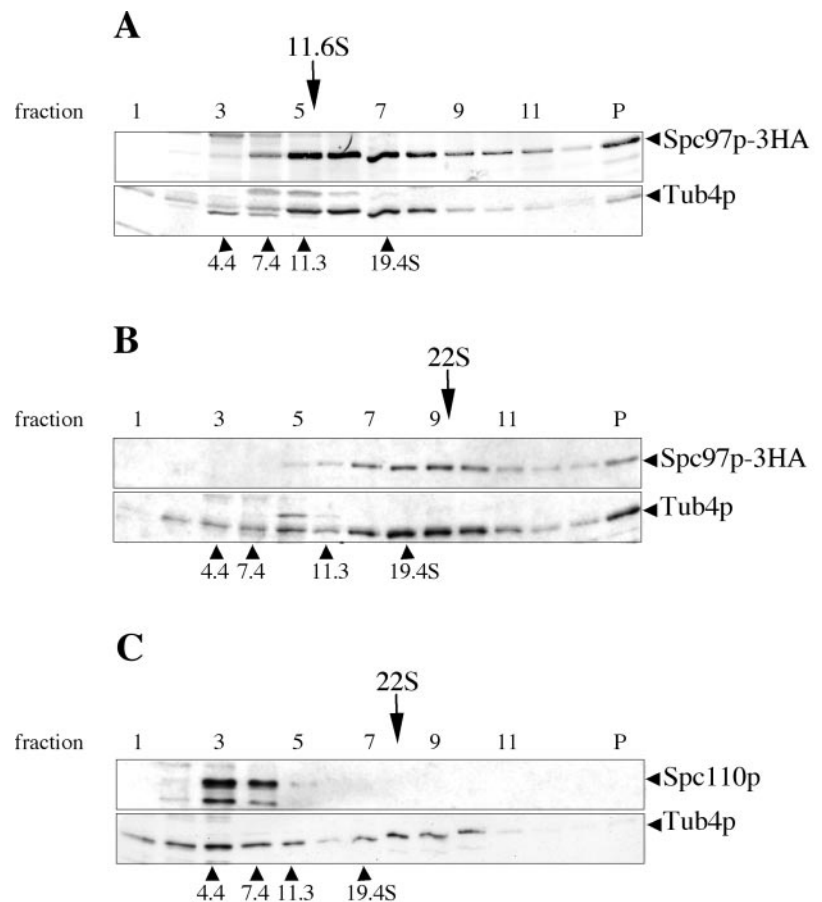 A
11.6S
fraction 1 3 5 7 9 11 P
Spc97p-3HA
Tub4p
4.4 7.4 11.3 19.4S
B
22S
fraction 1 3 5 7 9 11 P
Spc97p-3HA
Tub4p
4.4 7.4 11.3 19.4S
C
22S
fraction 1 3 5 7 9 11 P
Spc110p
Tub4p
4.4 7.4 11.3 19.4S